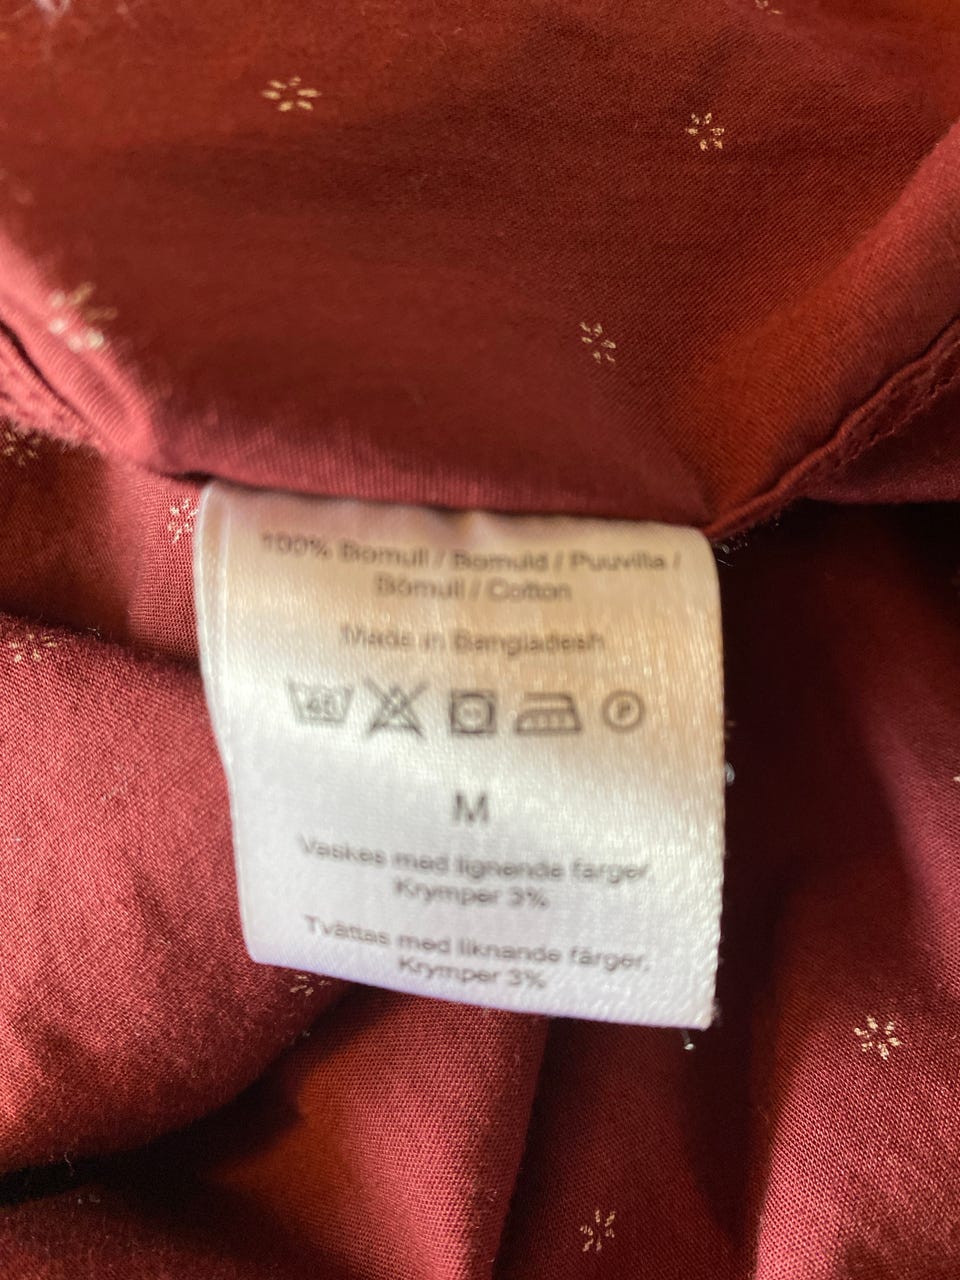 100% Bomull / Bomuld / Puuvilla /
Bómull / Cotton
Made in Bangladesh
40 P
M
Vaskes med lignende farger,
Krymper 3%
Tvättas med liknande färger,
Krymper 3%